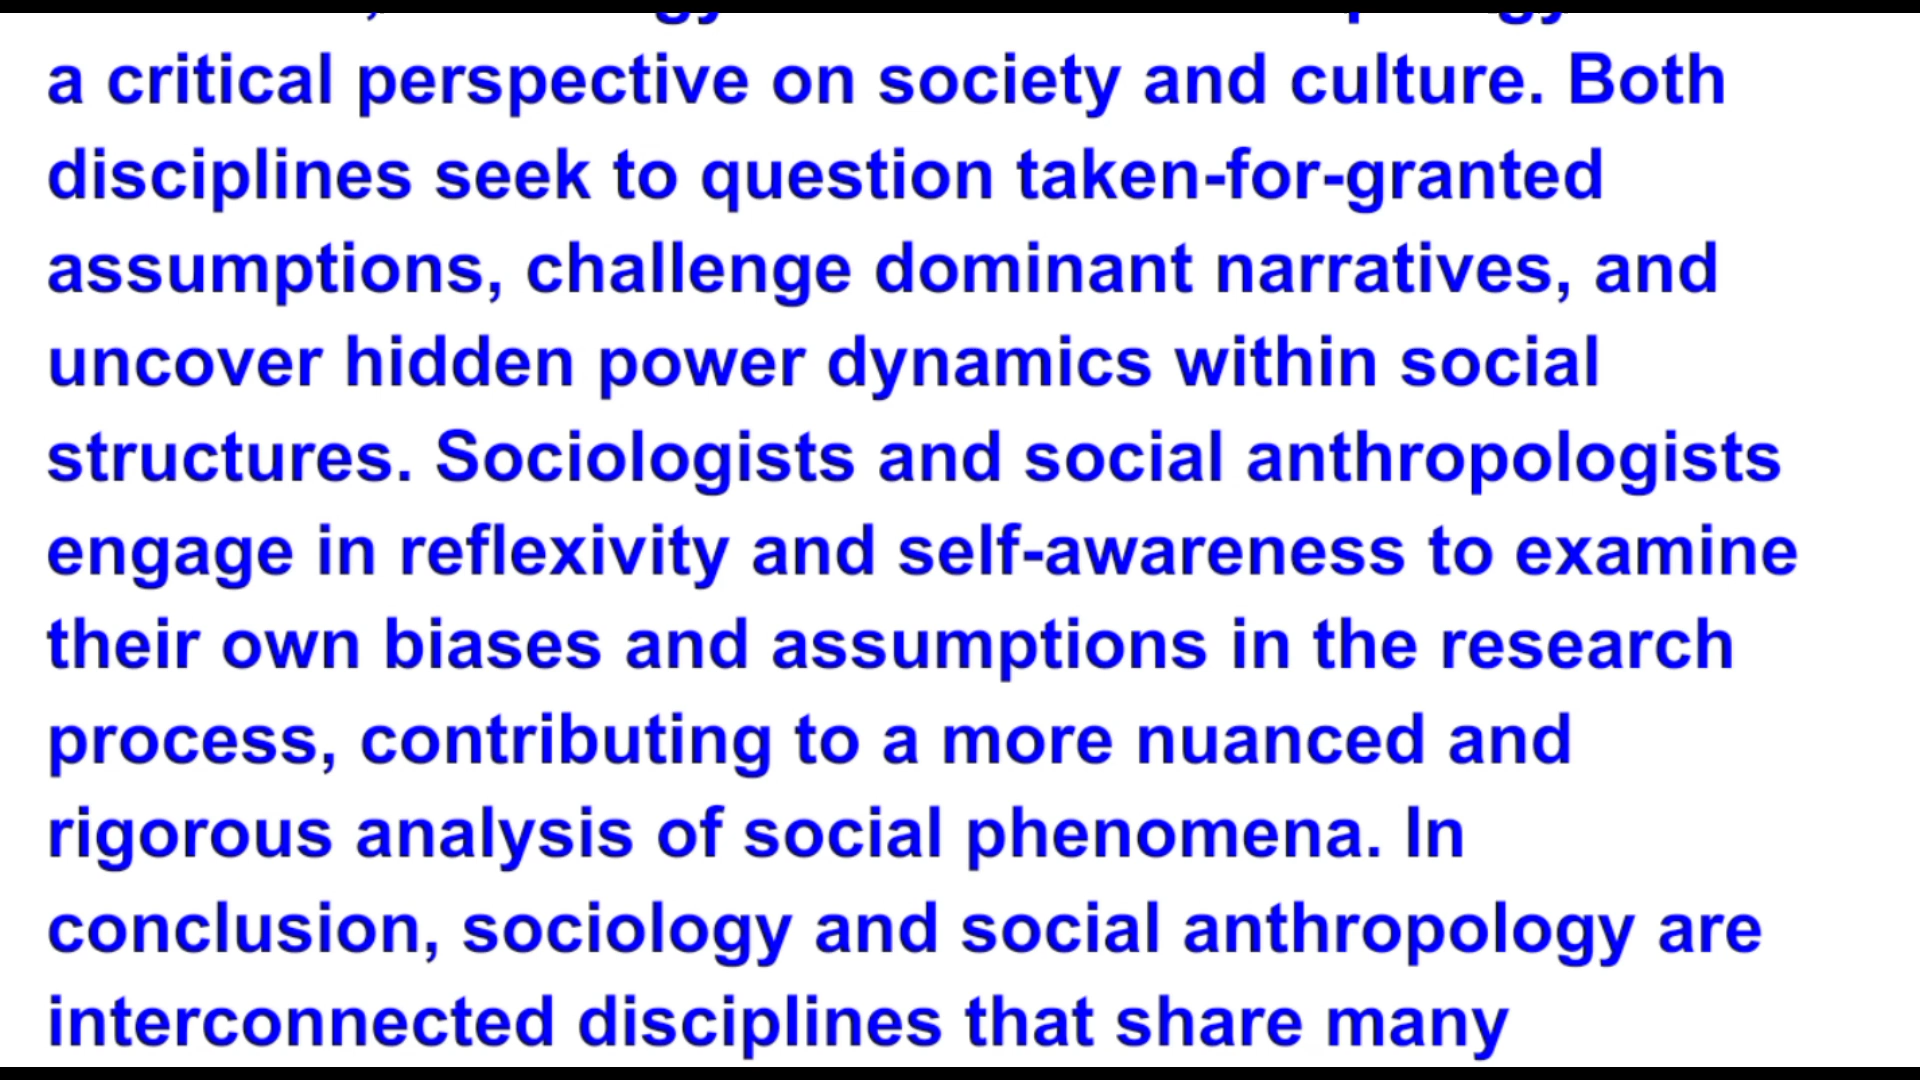 a critical perspective on society and culture. Both
disciplines seek to question taken-for-granted
assumptions, challenge dominant narratives, and
uncover hidden power dynamics within social
structures. Sociologists and social anthropologists
engage in reflexivity and self-awareness to examine
their own biases and assumptions in the research
process, contributing to a more nuanced and
rigorous analysis of social phenomena. In
conclusion, sociology and social anthropology are
interconnected disciplines that share many